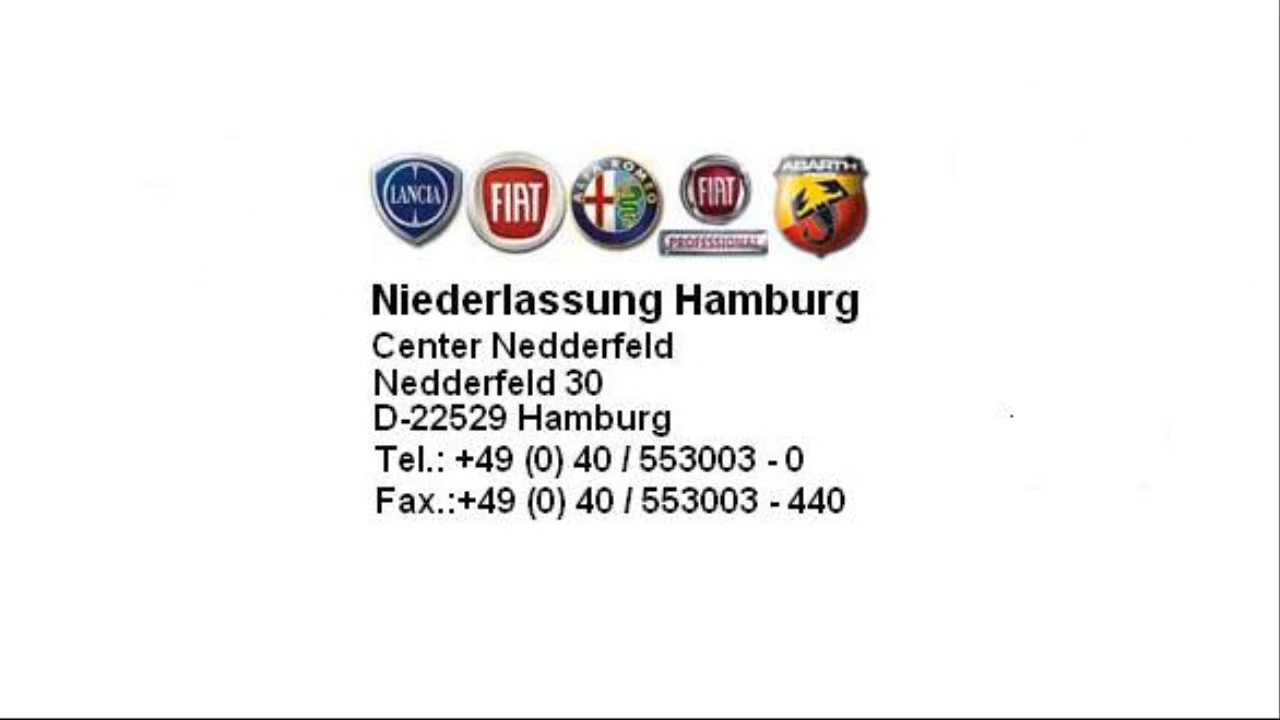 LANCIA FIAT ALFA ROMEO FIAT ABARTH
PROFESSIONAL
Niederlassung Hamburg
Center Nedderfeld
Nedderfeld 30
D-22529 Hamburg
Tel.: +49 (0) 40 / 553003 - 0
Fax.:+49 (0) 40 / 553003 - 440